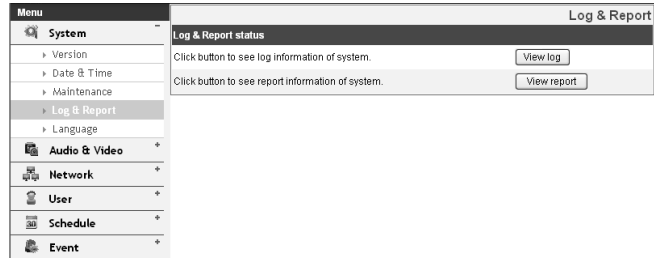 Menu
Log & Report
System
-
Log & Report status
Version
Click button to see log information of system.
View log
Date & Time
Click button to see report information of system.
View report
Maintenance
Log & Report
Language
Audio & Video +
Network +
User +
30 Schedule +
Event +